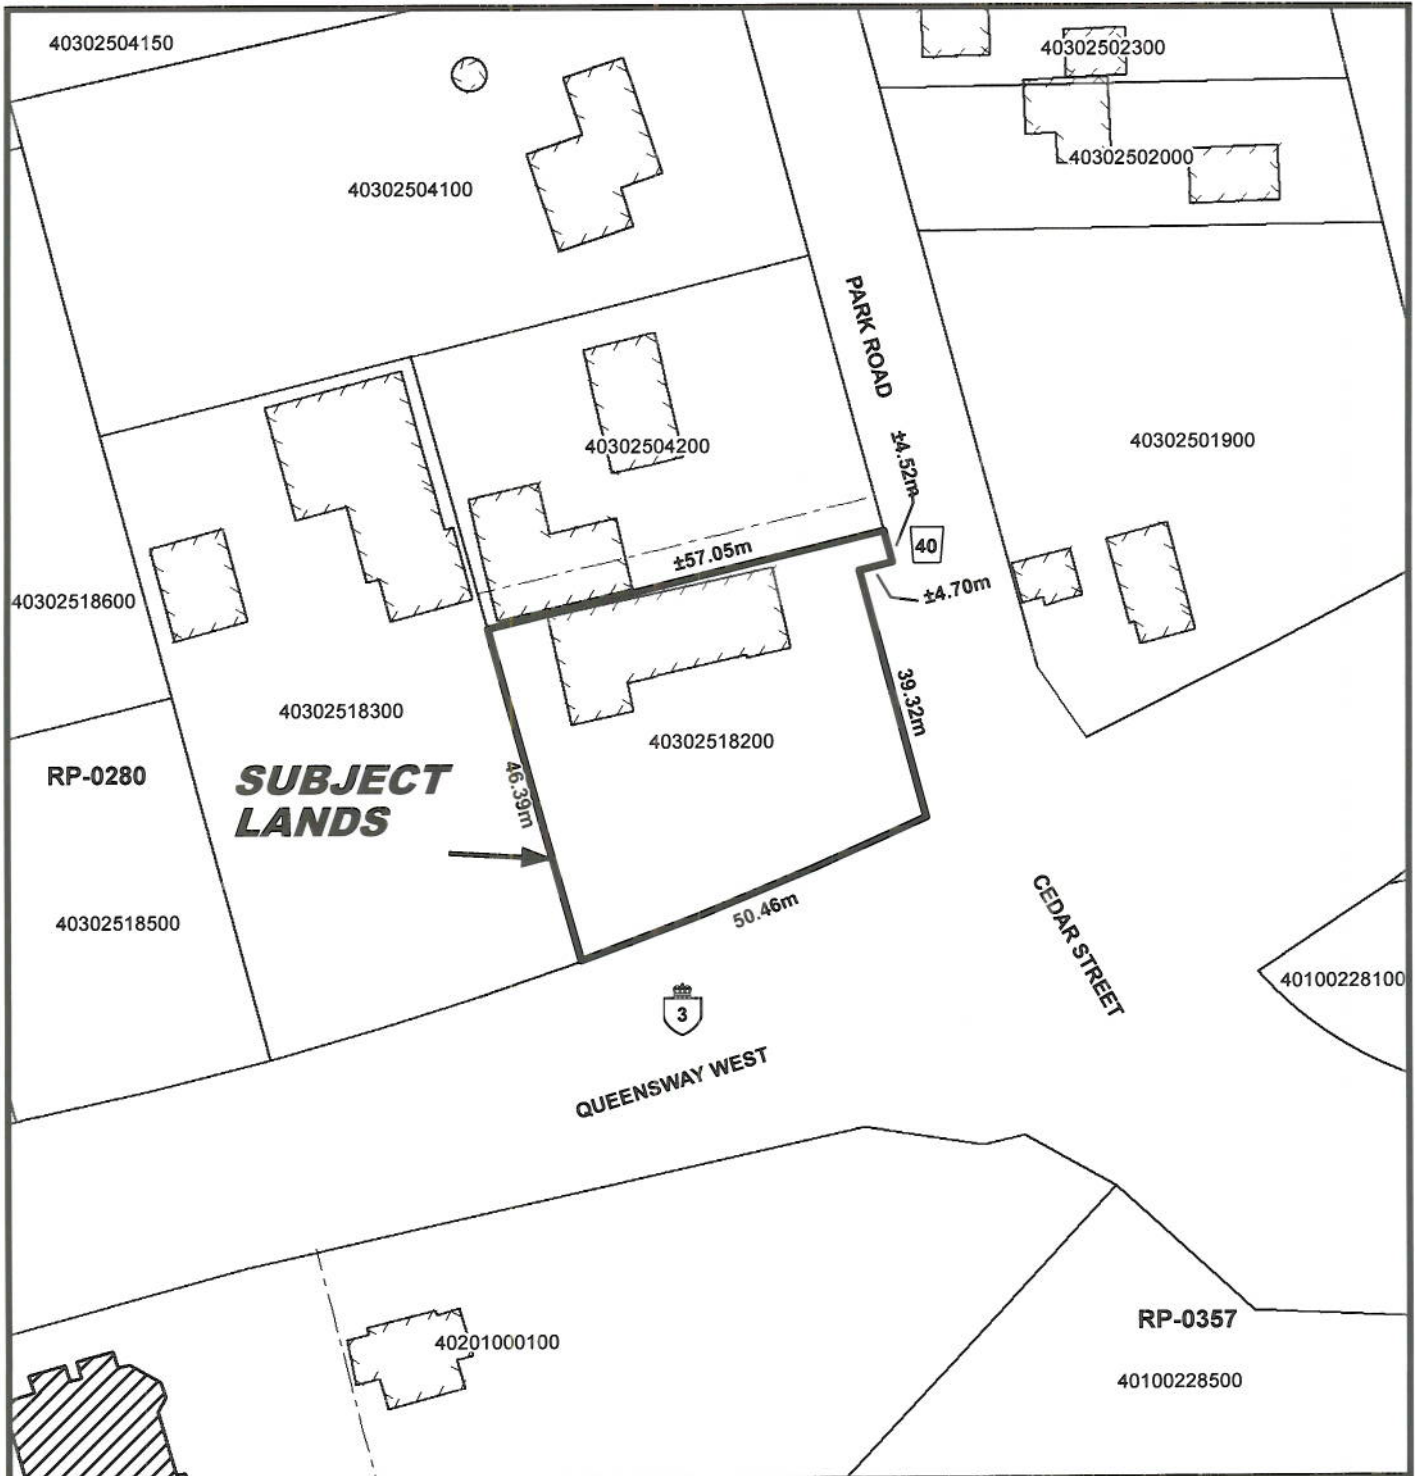 40302504150
40302502300
40302502000
40302504100
PARK ROAD
40302504200
±4.52m
40302501900
40
±57.05m
±4.70m
40302518600
39.32m
40302518300
40302518200
RP-0280
SUBJECT
LANDS
46.39m
50.46m
CEDAR STREET
40302518500
40100228100
3
QUEENSWAY WEST
RP-0357
40201000100
40100228500